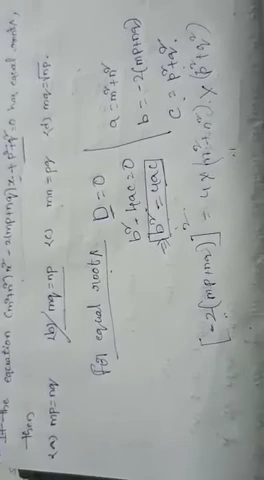 If the equation (m²+n²)x² - 2(mp+nq)x + p²+q² = 0 has equal roots,
then
(a) mp=nq (b) mq=np (c) mn=pq (d) mq=√np.
For equal roots D=0
b²-4ac=0
⇒ b²=4ac
a = m²+n²
b = -2(mp+nq)
c = p²+q²
[-2(mp+nq)]² = 4×(m²+n²)×(p²+q²)